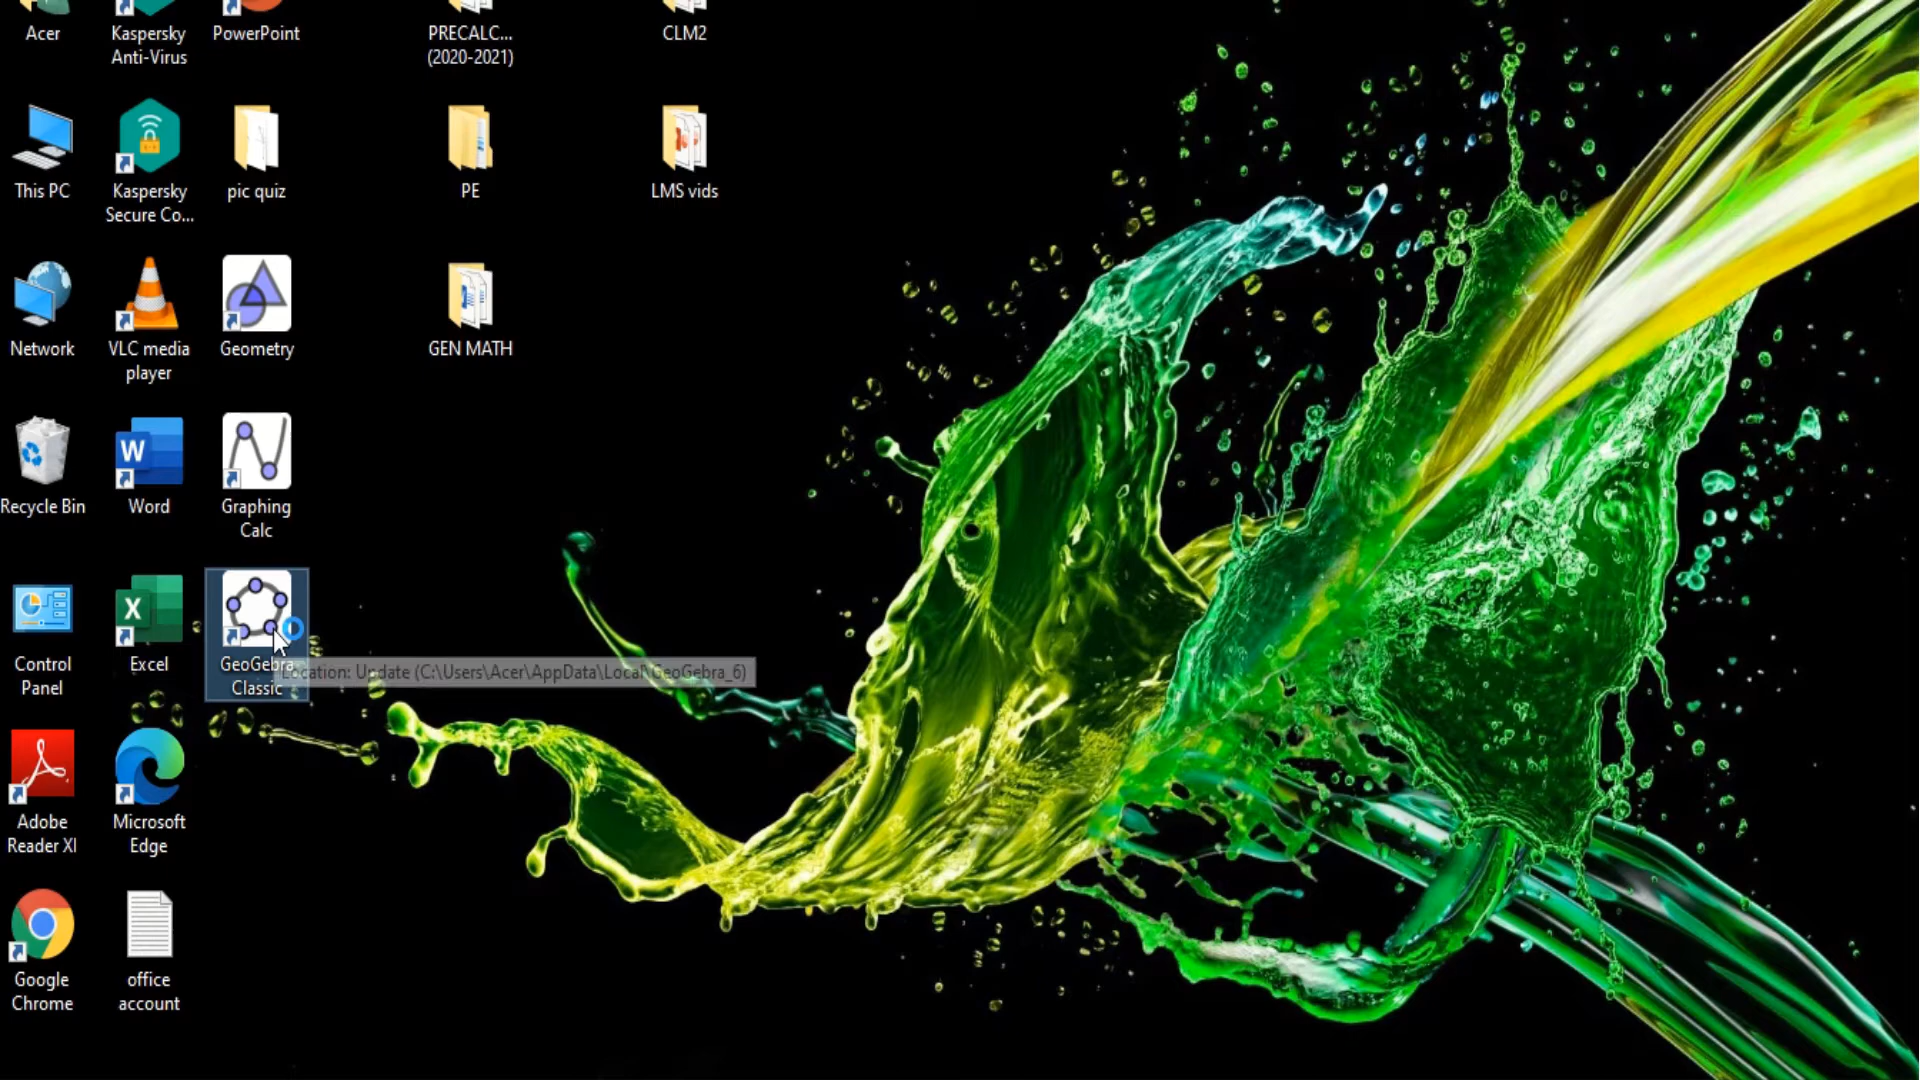 Acer
Kaspersky
Anti-Virus
PowerPoint
PRECALC...
(2020-2021)
CLM2
This PC
Kaspersky
Secure Co...
pic quiz
PE
LMS vids
Network
VLC media
player
Geometry
GEN MATH
Recycle Bin
W
Word
Graphing
Calc
Control
Panel
X
Excel
GeoGebra
Classic
Location: Update (C:\Users\Acer\AppData\Local\GeoGebra_6)
Adobe
Reader XI
Microsoft
Edge
Google
Chrome
office
account